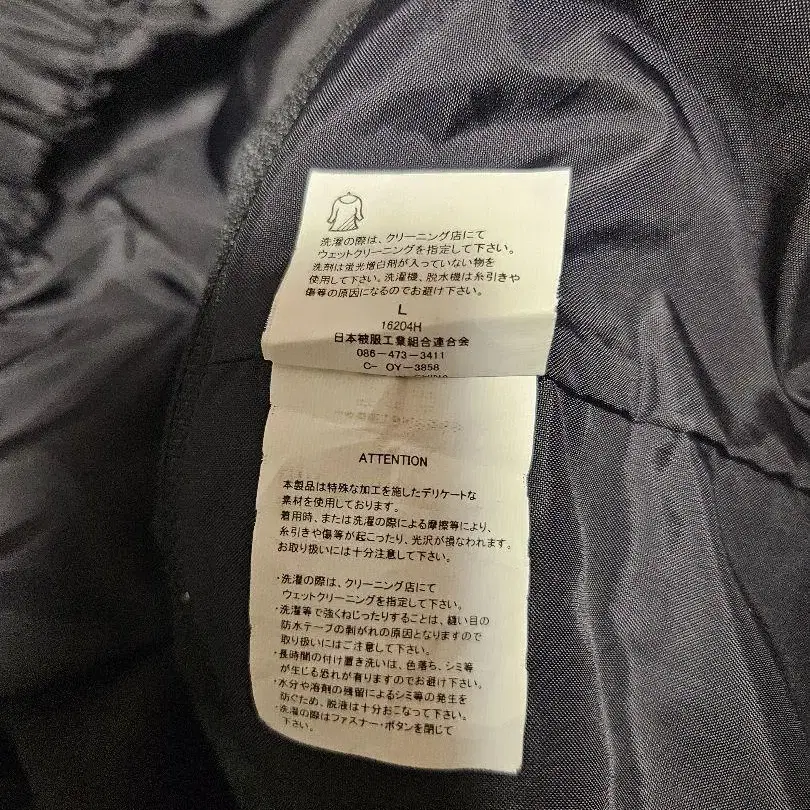 洗濯の際は、クリーニング店にて
ウェットクリーニングを指定して下さい。
洗剤は蛍光増白剤が入っていない物を
使用して下さい。洗濯機、脱水機は糸引きや
傷等の原因になるのでお避け下さい。
L
16204H
日本被服工業組合連合会
086-473-3411
C- OY-3858
ATTENTION
本製品は特殊な加工を施したデリケートな
素材を使用しております。
着用時、または洗濯の際による摩擦等により、
糸引きや傷等が起こったり、光沢が損なわれます。
お取り扱いには十分注意して下さい。
・洗濯の際は、クリーニング店にて
ウェットクリーニングを指定して下さい。
・洗濯等で強くねじったりすることは、縫い目の
防水テープの剥がれの原因となりますので
取り扱いにはご注意して下さい。
・長時間の付け置き洗いは、色落ち、シミ等
が生じる恐れが有りますのでお避け下さい。
・水分や溶剤の残留によるシミ等の発生を
防ぐため、脱液は十分おこなって下さい。
・洗濯の際はファスナー・ボタンを閉じて
下さい。